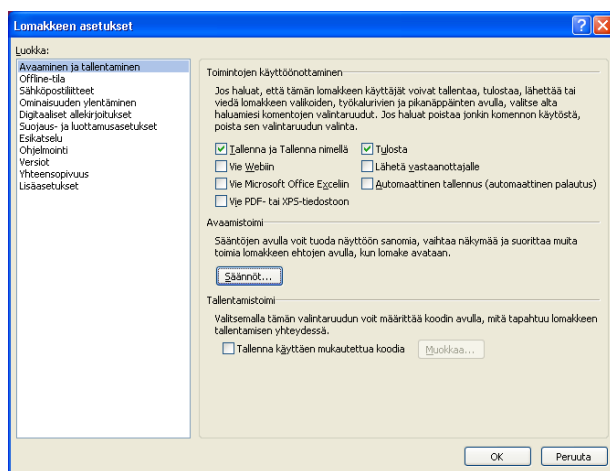 Lomakkeen asetukset
Luokka:
Avaaminen ja tallentaminen
Offline-tila
Sähköpostiliitteet
Ominaisuuden ylentäminen
Digitaaliset allekirjoitukset
Suojaus- ja luottamusasetukset
Esikatselu
Ohjelmointi
Versiot
Yhteensopivuus
Lisäasetukset
Toimintojen käyttöönottaminen
Jos haluat, että tämän lomakkeen käyttäjät voivat tallentaa, tulostaa, lähettää tai
viedä lomakkeen valikoiden, työkalurivien ja pikanäppäinten avulla, valitse alta
haluamiesi komentojen valintaruudut. Jos haluat poistaa jonkin komennon käytöstä,
poista sen valintaruudun valinta.
Tallenna ja Tallenna nimellä
Tulosta
Vie Webiin
Lähetä vastaanottajalle
Vie Microsoft Office Exceliin
Automaattinen tallennus (automaattinen palautus)
Vie PDF- tai XPS-tiedostoon
Avaamistoimi
Sääntöjen avulla voit tuoda näyttöön sanomia, vaihtaa näkymää ja suorittaa muita
toimia lomakkeen ehtojen avulla, kun lomake avataan.
Säännöt...
Tallentamistoimi
Valitsemalla tämän valintaruudun voit määrittää koodin avulla, mitä tapahtuu lomakkeen
tallentamisen yhteydessä.
Tallenna käyttäen mukautettua koodia
Muokkaa...
OK
Peruuta